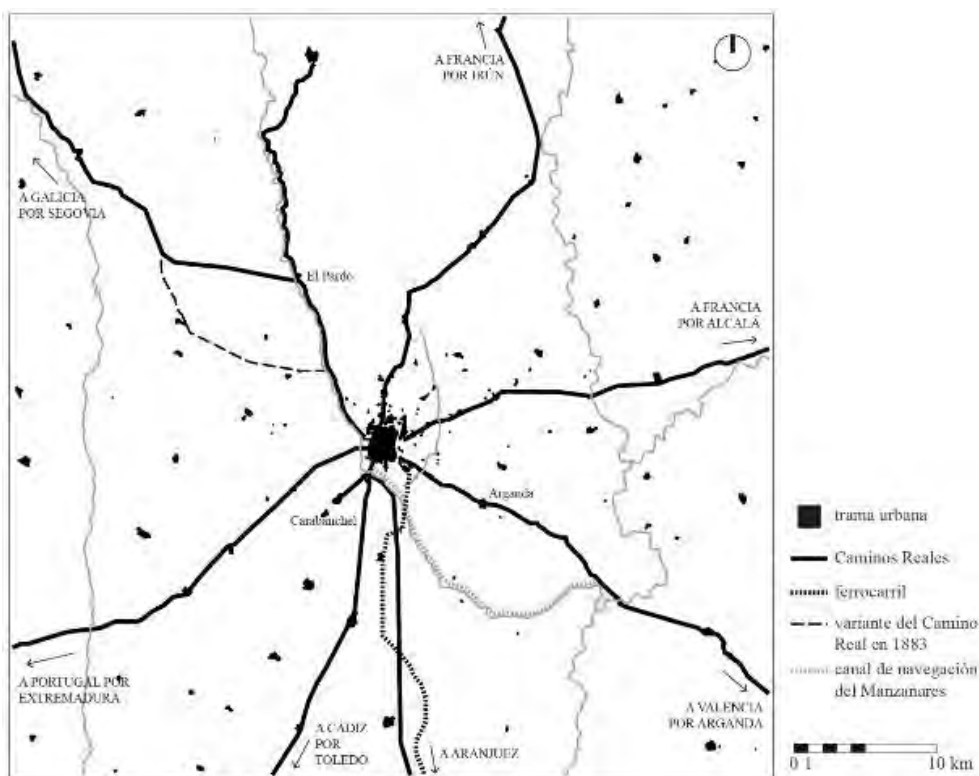 A FRANCIA
POR IRÚN
A GALICIA
POR SEGOVIA
El Pardo
A FRANCIA
POR ALCALÁ
Arganda
Carabanchel
A PORTUGAL POR
EXTREMADURA
A CÁDIZ
POR
TOLEDO
A ARANJUEZ
A VALENCIA
POR ARGANDA
trama urbana
Caminos Reales
ferrocarril
variante del Camino
Real en 1883
canal de navegación
del Manzanares
0 1 10 km